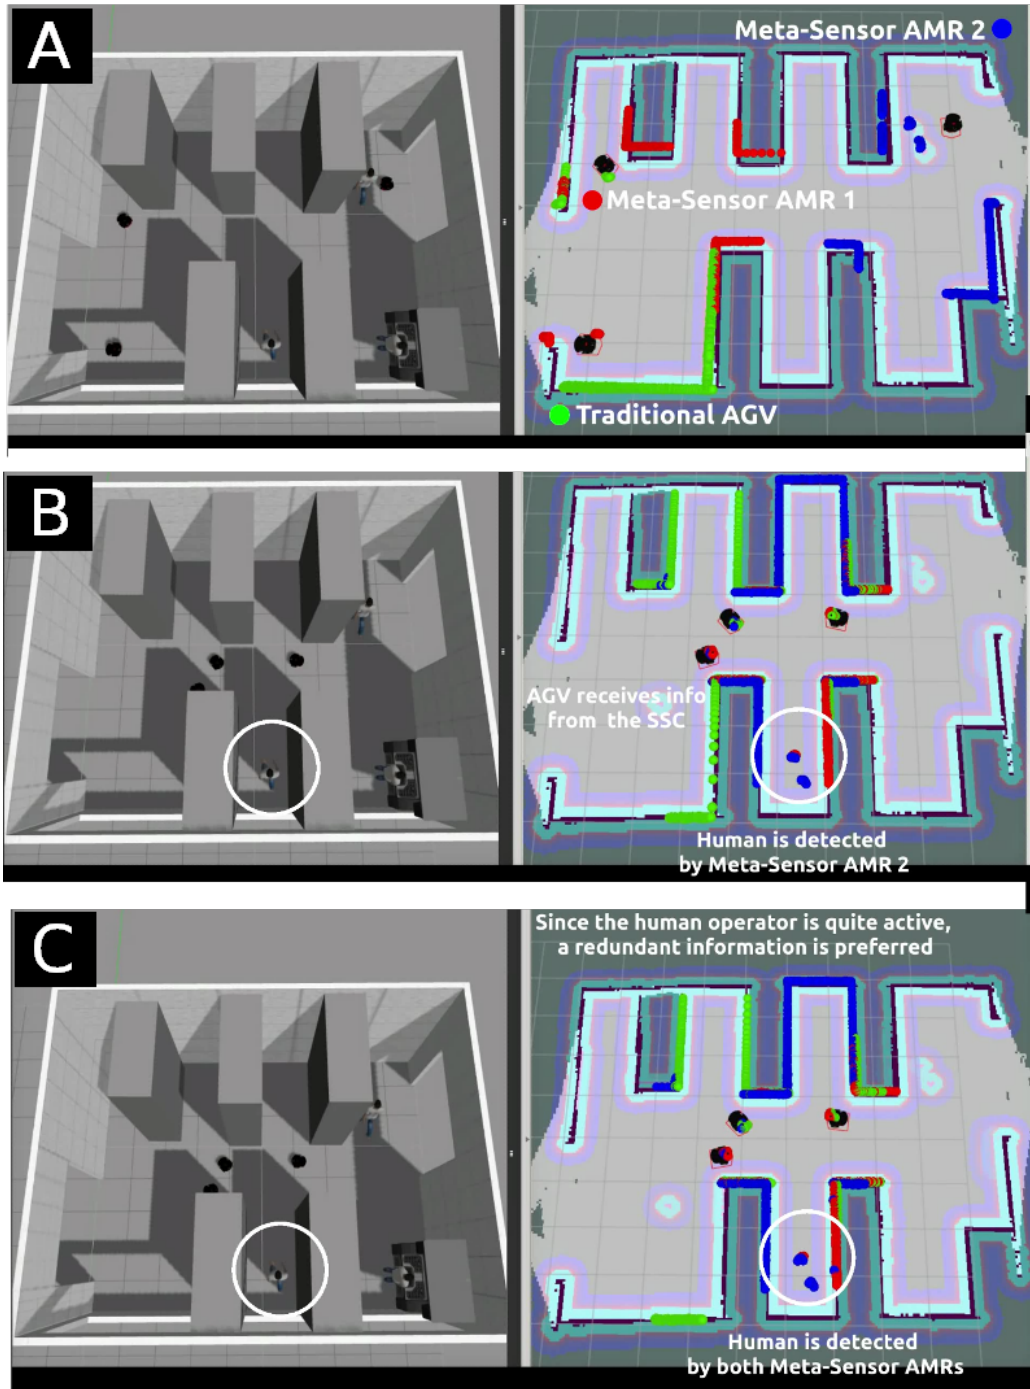 A
Meta-Sensor AMR 2
Meta-Sensor AMR 1
Traditional AGV
B
AGV receives info
from the SSC
Human is detected
by Meta-Sensor AMR 2
C
Since the human operator is quite active,
a redundant information is preferred
Human is detected
by both Meta-Sensor AMRs